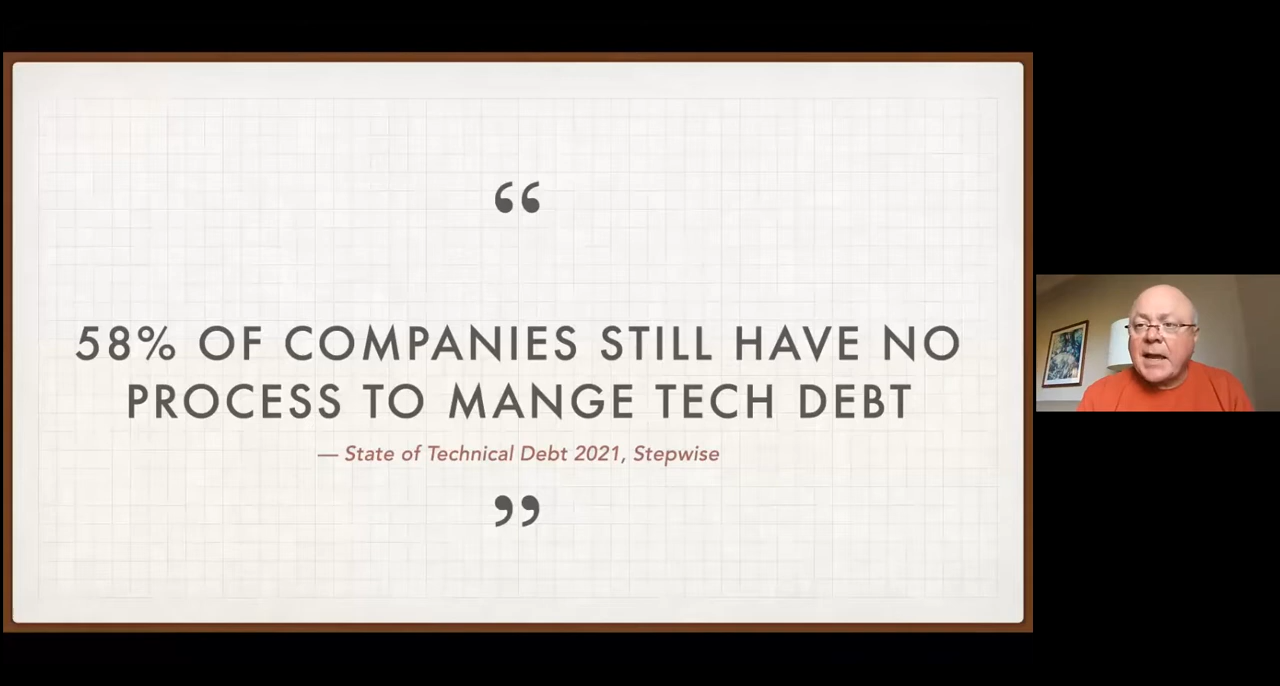 “
58% OF COMPANIES STILL HAVE NO
PROCESS TO MANGE TECH DEBT
— State of Technical Debt 2021, Stepwise
”